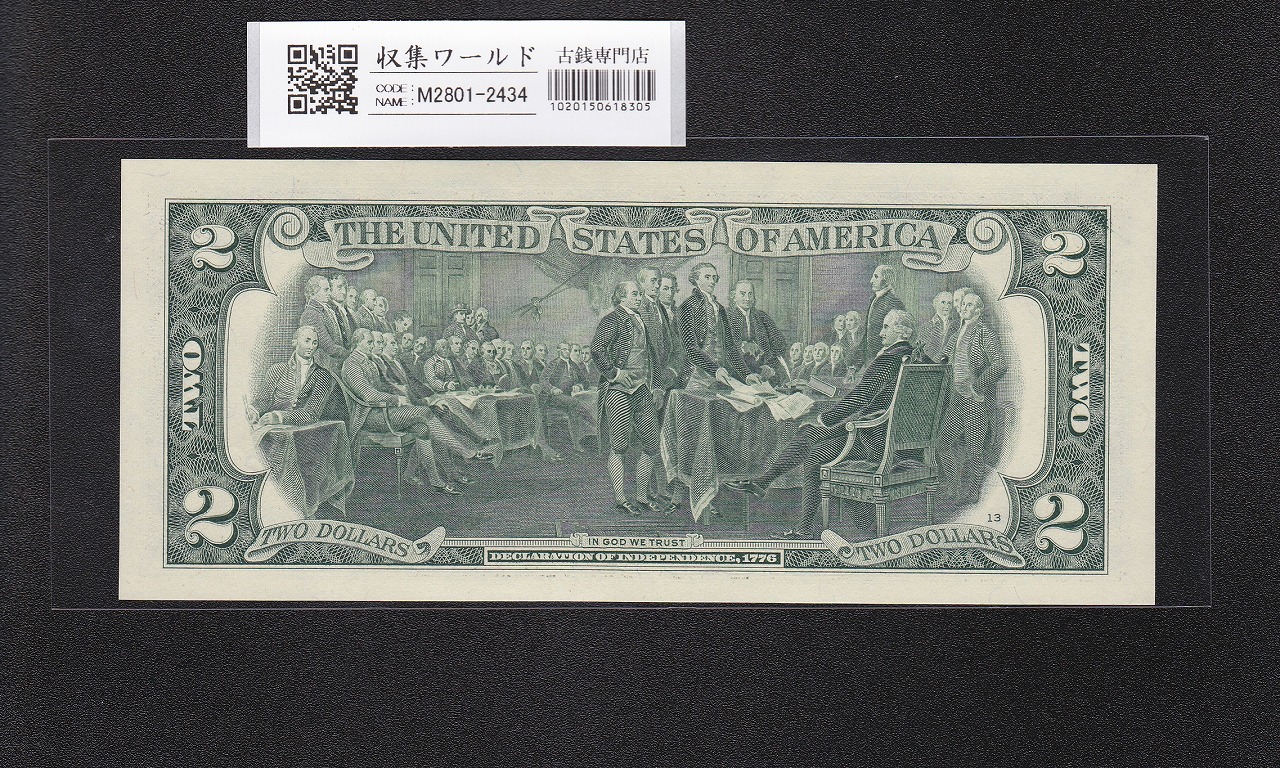 収集ワールド 古銭専門店
CODE:
NAME: M2801-2434
1020150618305
2 THE UNITED STATES OF AMERICA 2
TWO TWO
2 2
13
TWO DOLLARS IN GOD WE TRUST TWO DOLLARS
DECLARATION OF INDEPENDENCE, 1776